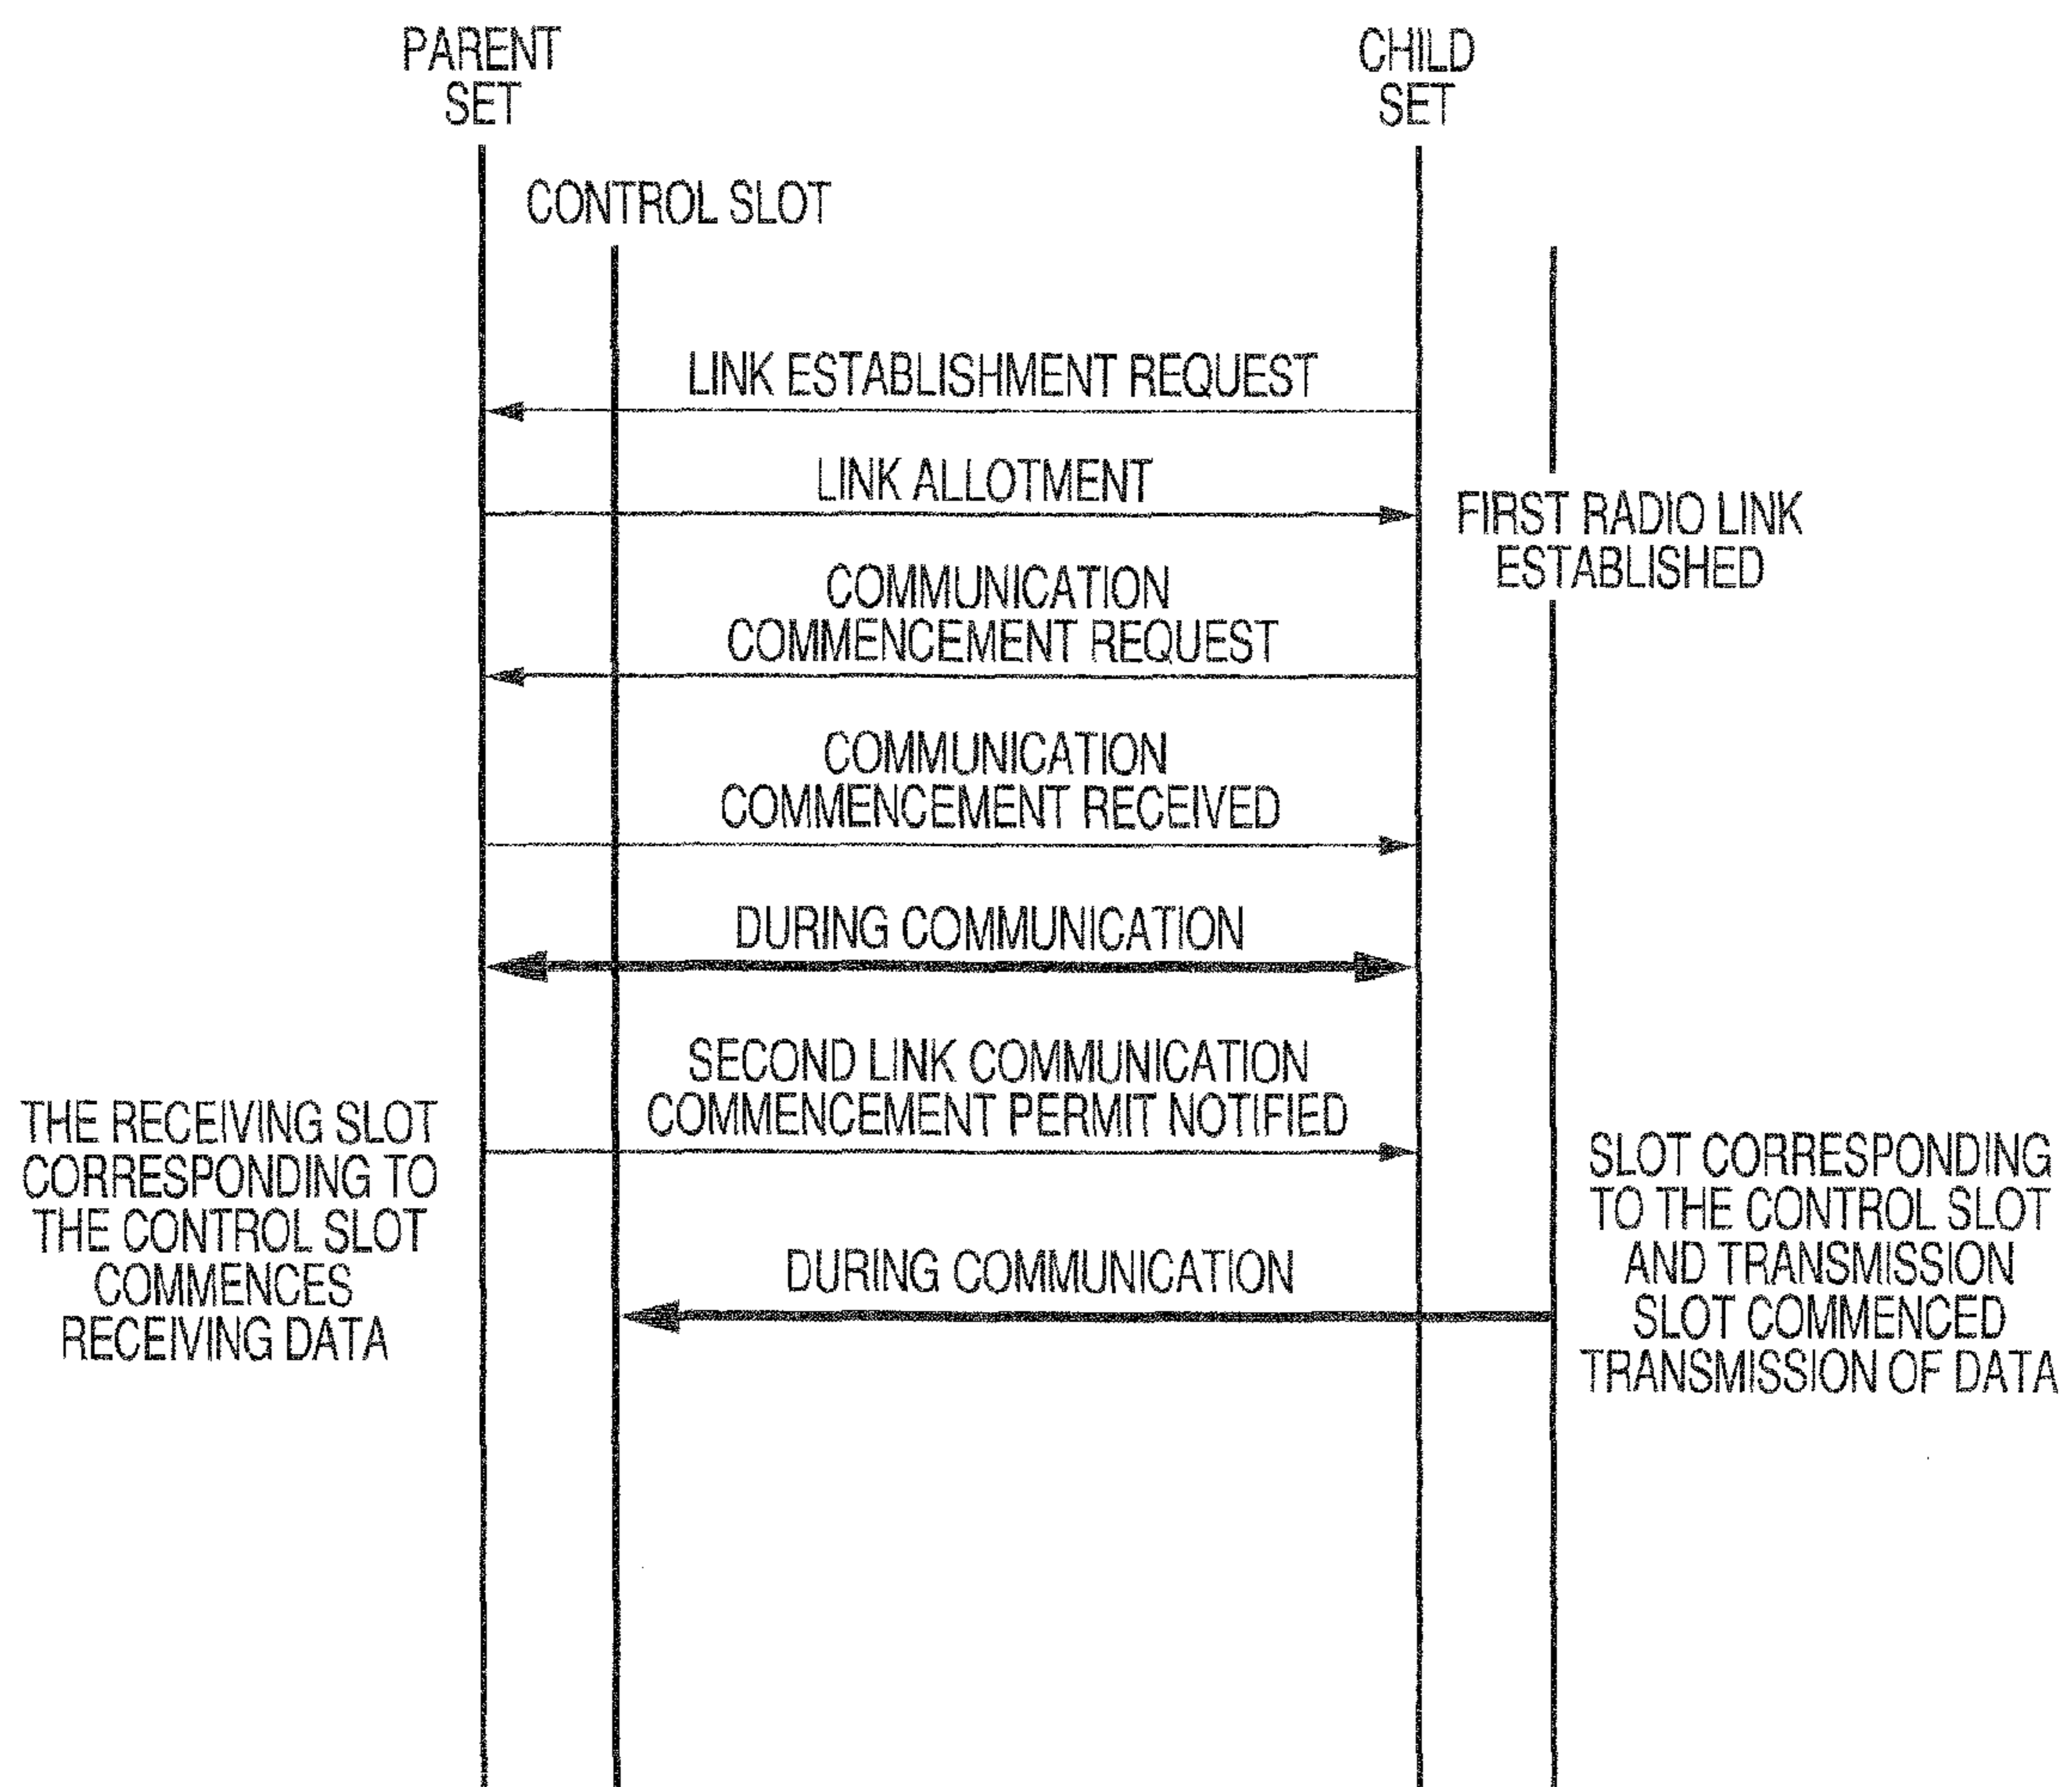 PARENT
SET
CHILD
SET
CONTROL SLOT
LINK ESTABLISHMENT REQUEST
LINK ALLOTMENT
FIRST RADIO LINK
ESTABLISHED
COMMUNICATION
COMMENCEMENT REQUEST
COMMUNICATION
COMMENCEMENT RECEIVED
DURING COMMUNICATION
SECOND LINK COMMUNICATION
COMMENCEMENT PERMIT NOTIFIED
THE RECEIVING SLOT
CORRESPONDING TO
THE CONTROL SLOT
COMMENCES
RECEIVING DATA
SLOT CORRESPONDING
TO THE CONTROL SLOT
AND TRANSMISSION
SLOT COMMENCED
TRANSMISSION OF DATA
DURING COMMUNICATION